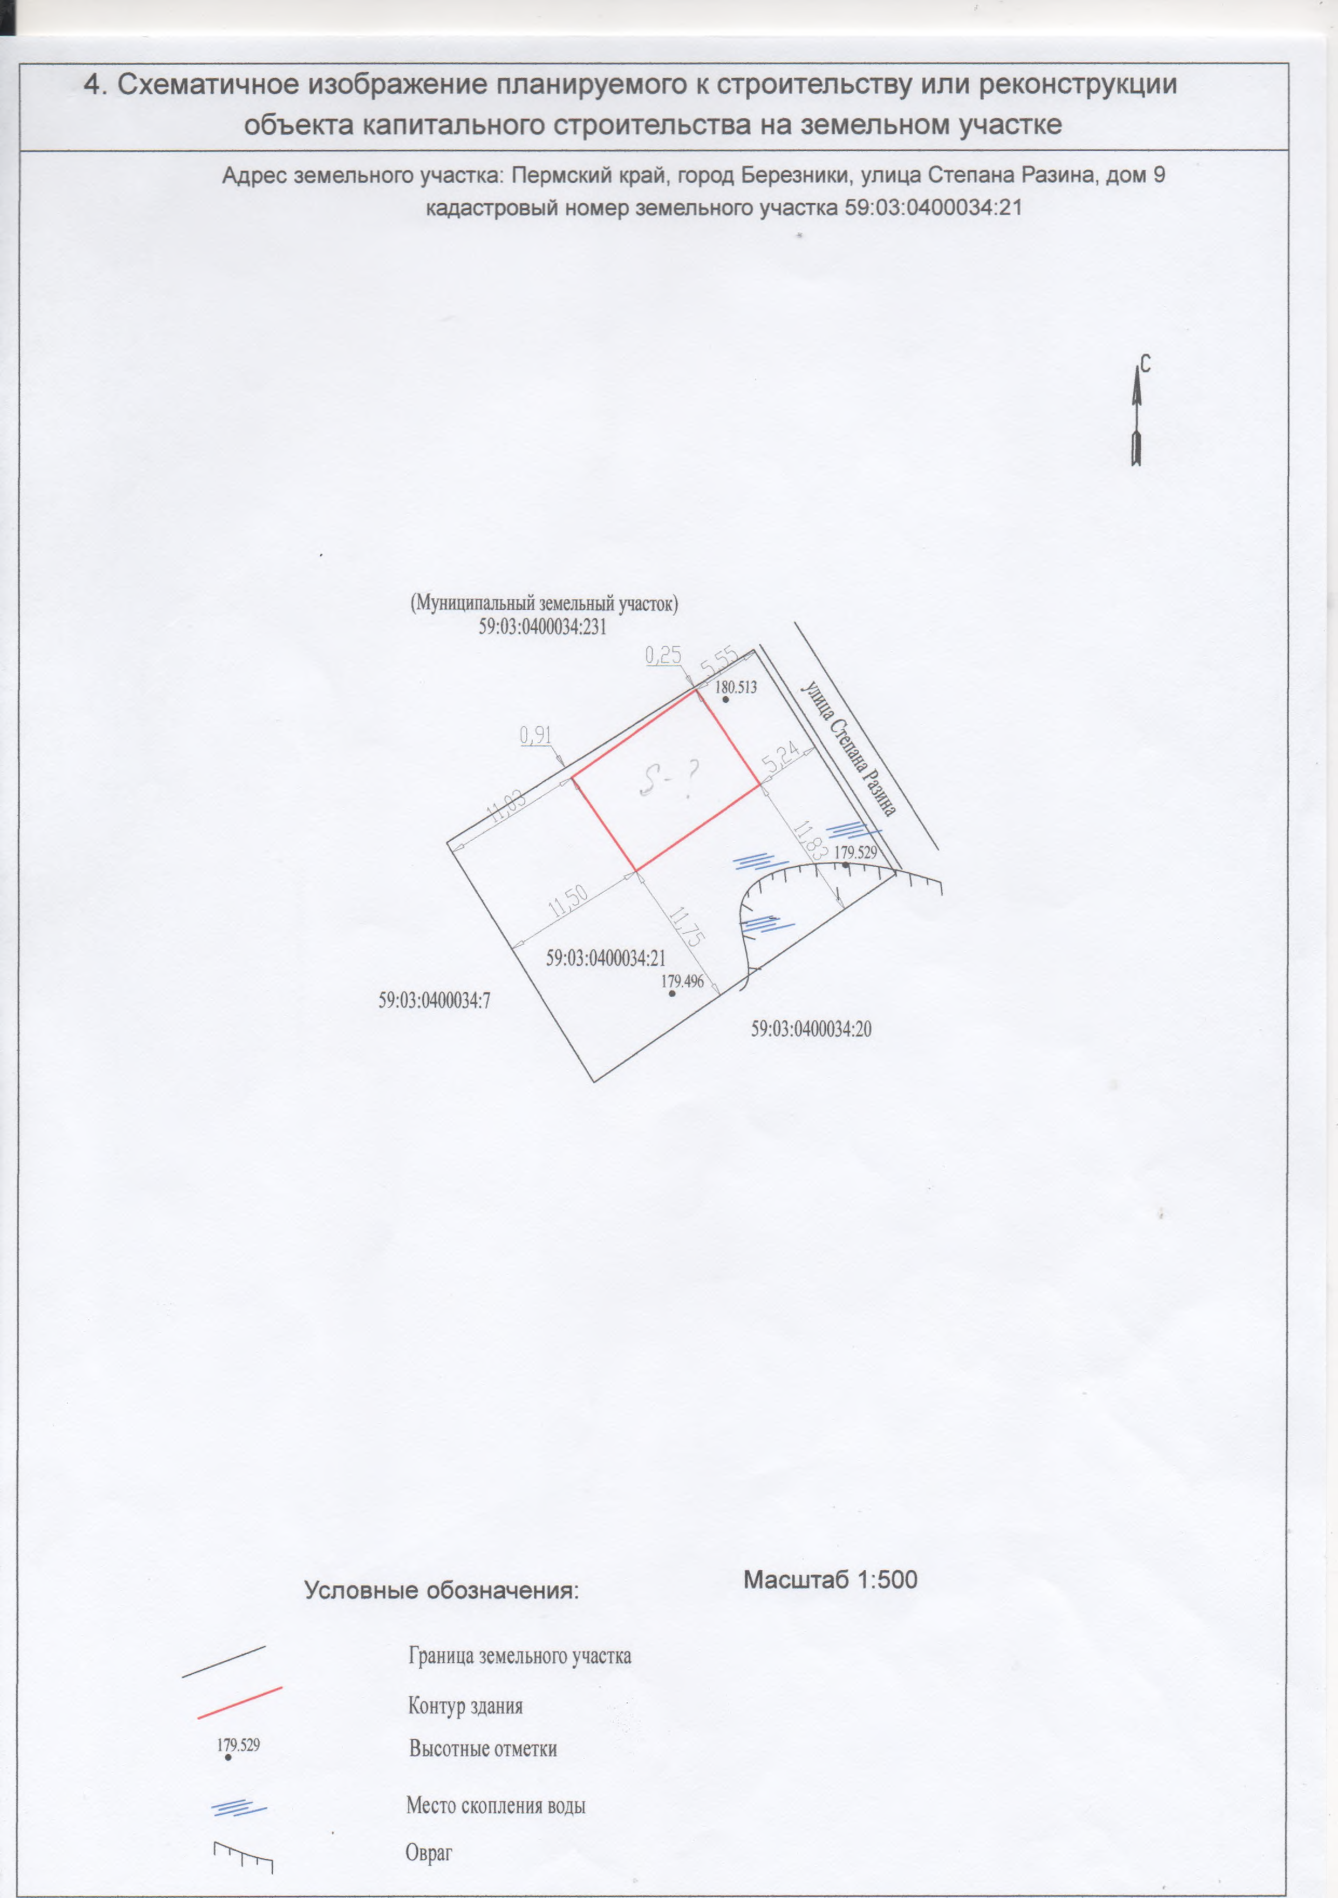 4. Схематичное изображение планируемого к строительству или реконструкции
объекта капитального строительства на земельном участке
Адрес земельного участка: Пермский край, город Березники, улица Степана Разина, дом 9
кадастровый номер земельного участка 59:03:0400034:21
С
(Муниципальный земельный участок)
59:03:0400034:231
0,25
5,55
180.513
улица Степана Разина
0,91
S- ?
5,24
11,03
11,83
179.529
11,50
11,75
59:03:0400034:21
179.496
59:03:0400034:7
59:03:0400034:20
Условные обозначения:
Масштаб 1:500
Граница земельного участка
Контур здания
179.529
Высотные отметки
Место скопления воды
Овраг